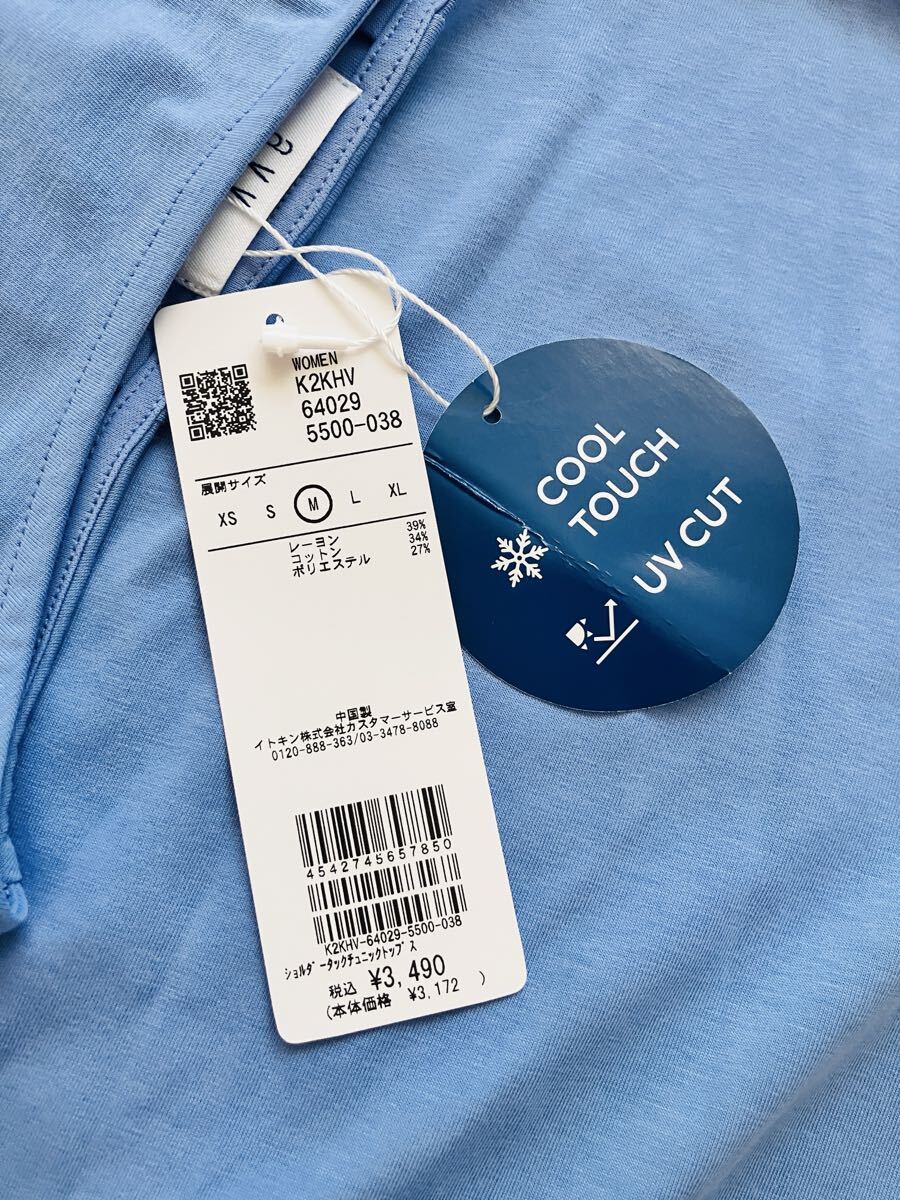 avv
WOMEN
K2KHV
64029
5500-038
展開サイズ
XS S M L XL
レーヨン 39%
コットン 34%
ポリエステル 27%
中国製
イトキン株式会社カスタマーサービス室
0120-888-363/03-3478-8088
4542745657850
K2KHV-64029-5500-038
ｼｮﾙﾀﾞｰﾀｯｸﾁｭﾆｯｸﾄｯﾌﾟｽ
税込 ¥3,490
(本体価格 ¥3,172 )
COOL
TOUCH
UV CUT